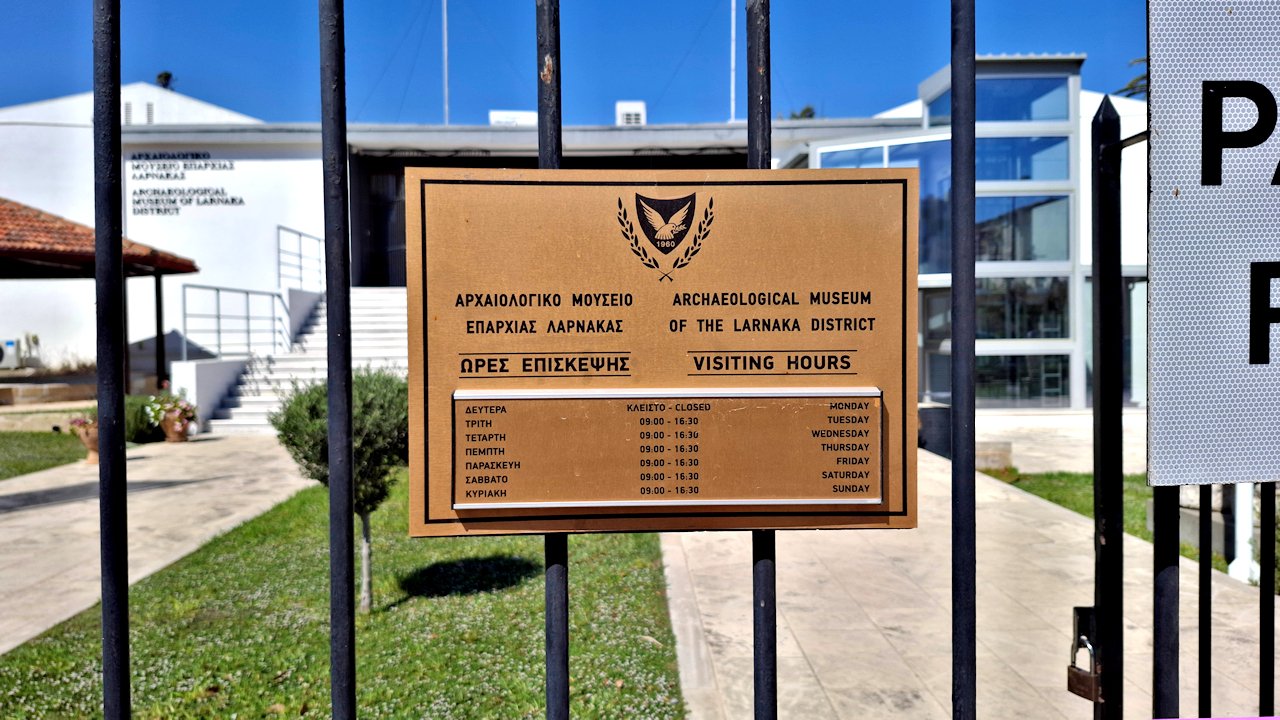 ΑΡΧΑΙΟΛΟΓΙΚΟ
ΜΟΥΣΕΙΟ ΕΠΑΡΧΙΑΣ
ΛΑΡΝΑΚΑΣ
ARCHAEOLOGICAL
MUSEUM OF LARNAKA
DISTRICT
1960
ΑΡΧΑΙΟΛΟΓΙΚΟ ΜΟΥΣΕΙΟ
ΕΠΑΡΧΙΑΣ ΛΑΡΝΑΚΑΣ
ARCHAEOLOGICAL MUSEUM
OF THE LARNAKA DISTRICT
ΩΡΕΣ ΕΠΙΣΚΕΨΗΣ
VISITING HOURS
ΔΕΥΤΕΡΑ ΚΛΕΙΣΤΟ - CLOSED MONDAY
ΤΡΙΤΗ 09:00 - 16:30 TUESDAY
ΤΕΤΑΡΤΗ 09:00 - 16:30 WEDNESDAY
ΠΕΜΠΤΗ 09:00 - 16:30 THURSDAY
ΠΑΡΑΣΚΕΥΗ 09:00 - 16:30 FRIDAY
ΣΑΒΒΑΤΟ 09:00 - 16:30 SATURDAY
ΚΥΡΙΑΚΗ 09:00 - 16:30 SUNDAY